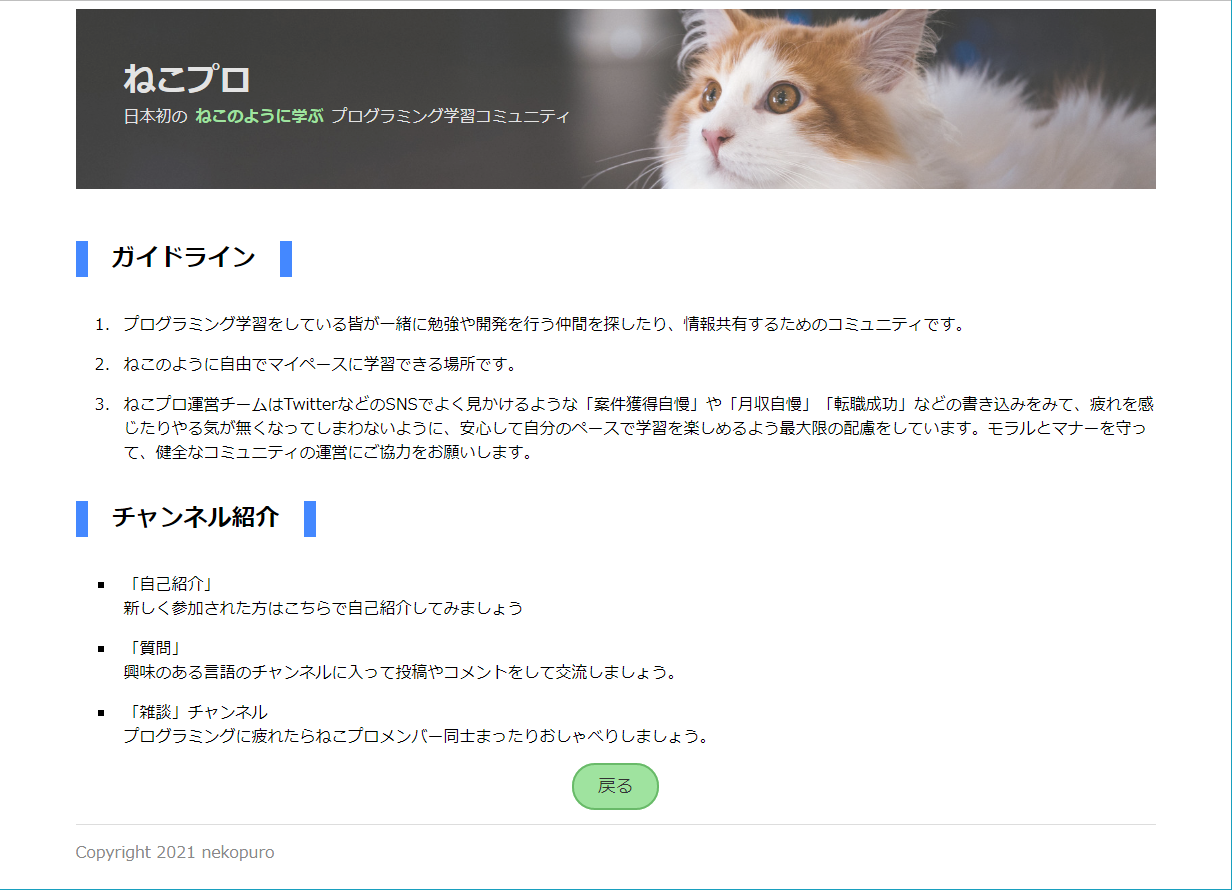 ねこプロ
日本初の ねこのように学ぶ プログラミング学習コミュニティ
ガイドライン
1. プログラミング学習をしている皆が一緒に勉強や開発を行う仲間を探したり、情報共有するためのコミュニティです。
2. ねこのように自由でマイペースに学習できる場所です。
3. ねこプロ運営チームはTwitterなどのSNSでよく見かけるような「案件獲得自慢」や「月収自慢」「転職成功」などの書き込みをみて、疲れを感
じたりやる気が無くなってしまわないように、安心して自分のペースで学習を楽しめるよう最大限の配慮をしています。モラルとマナーを守っ
て、健全なコミュニティの運営にご協力をお願いします。
チャンネル紹介
「自己紹介」
新しく参加された方はこちらで自己紹介してみましょう
「質問」
興味のある言語のチャンネルに入って投稿やコメントをして交流しましょう。
「雑談」チャンネル
プログラミングに疲れたらねこプロメンバー同士まったりおしゃべりしましょう。
戻る
Copyright 2021 nekopuro